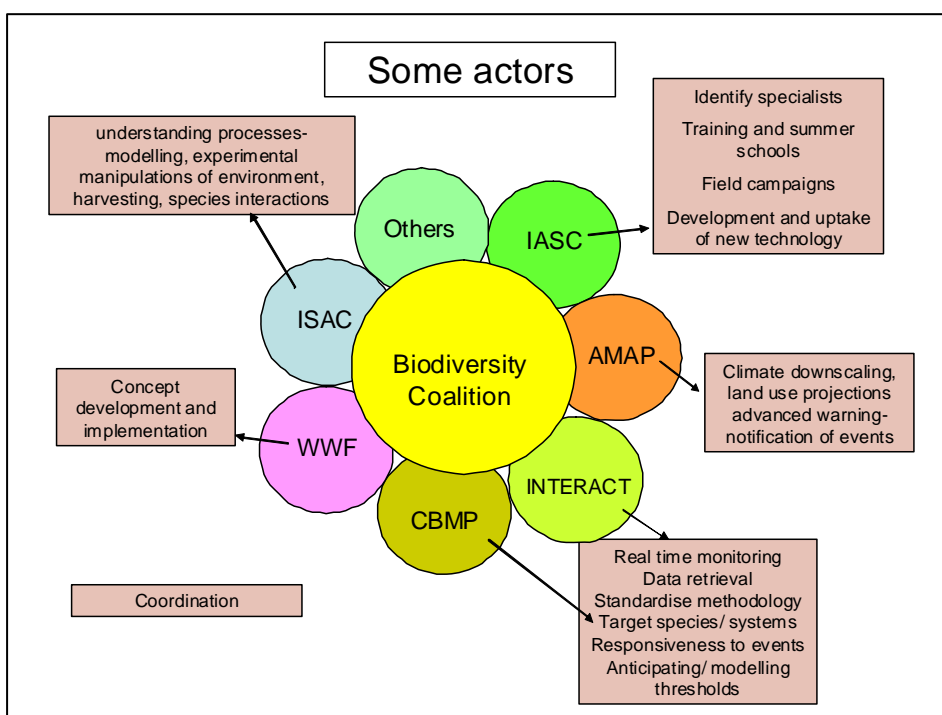 Some actors
understanding processes-
modelling, experimental
manipulations of environment,
harvesting, species interactions
Identify specialists
Training and summer
schools
Field campaigns
Development and uptake
of new technology
Others
IASC
ISAC
AMAP
Biodiversity
Coalition
Climate downscaling,
land use projections
advanced warning-
notification of events
Concept
development and
implementation
WWF
INTERACT
CBMP
Real time monitoring
Data retrieval
Standardise methodology
Target species/ systems
Responsiveness to events
Anticipating/ modelling
thresholds
Coordination